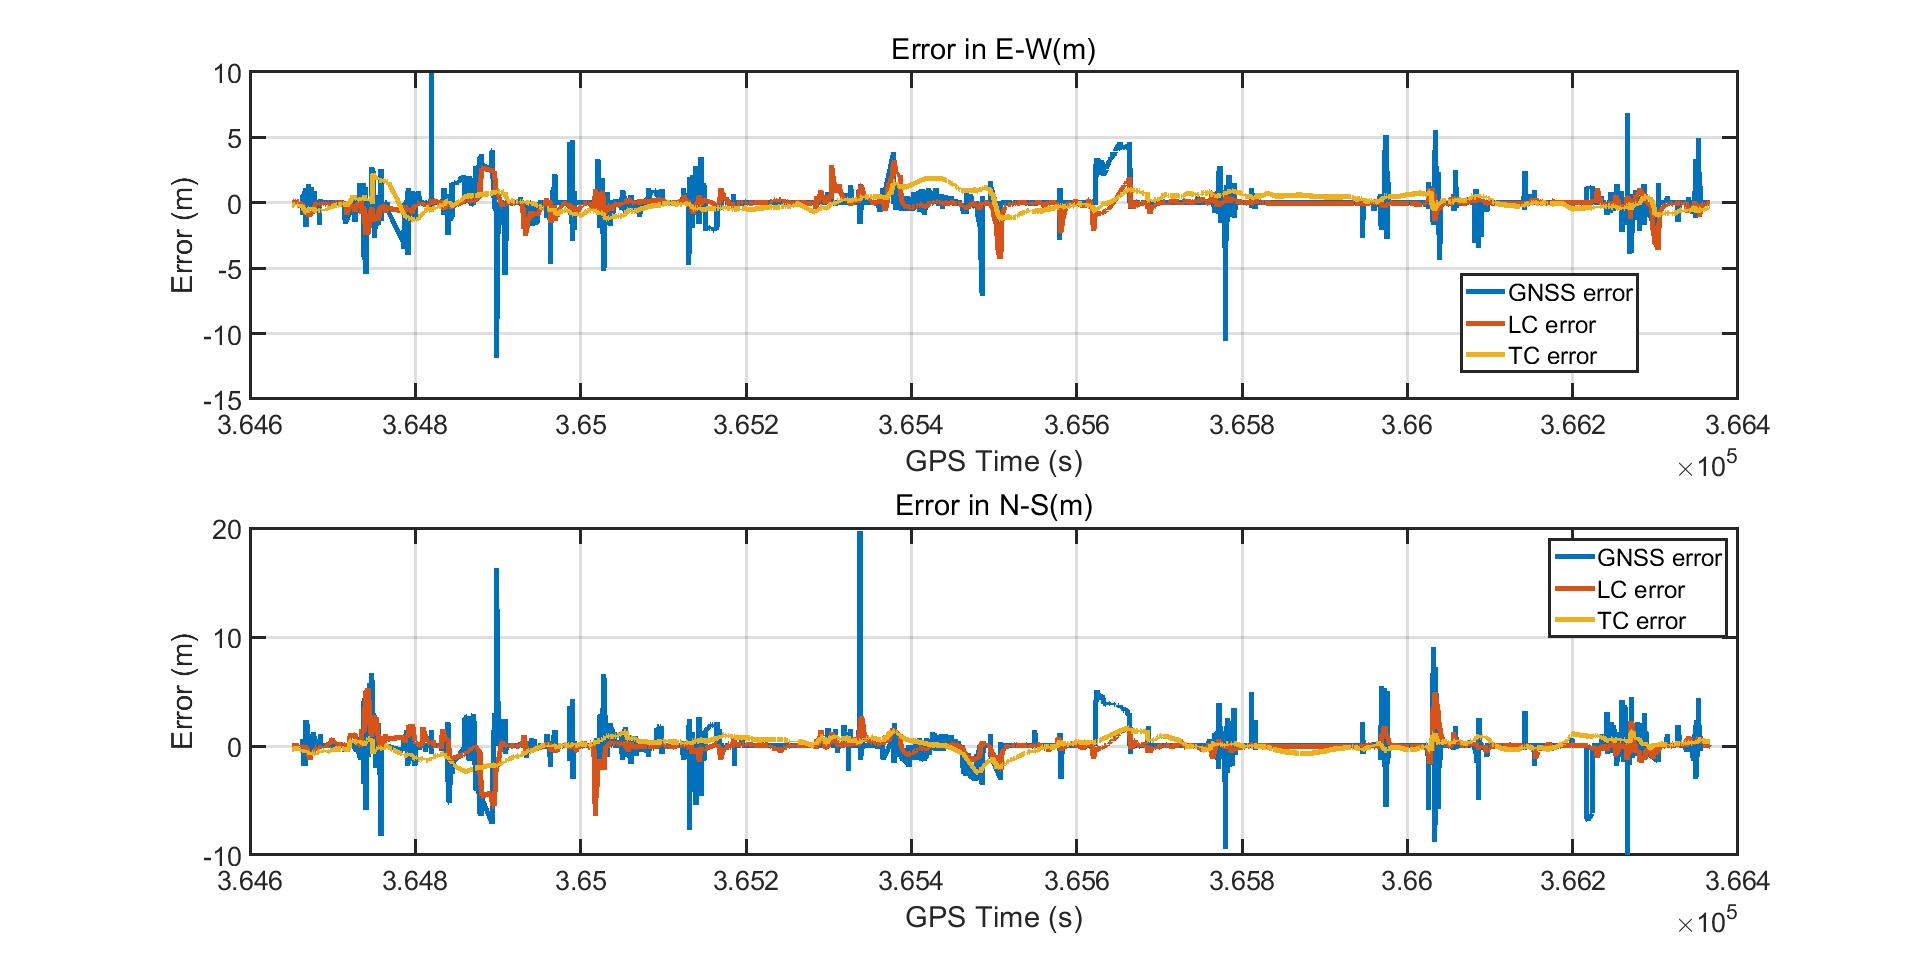 Error in E-W(m)
Error (m)
10
5
0
-5
-10
-15
3.646 3.648 3.65 3.652 3.654 3.656 3.658 3.66 3.662 3.664
GPS Time (s)
×10^5
GNSS error
LC error
TC error
Error in N-S(m)
Error (m)
20
10
0
-10
3.646 3.648 3.65 3.652 3.654 3.656 3.658 3.66 3.662 3.664
GPS Time (s)
×10^5
GNSS error
LC error
TC error